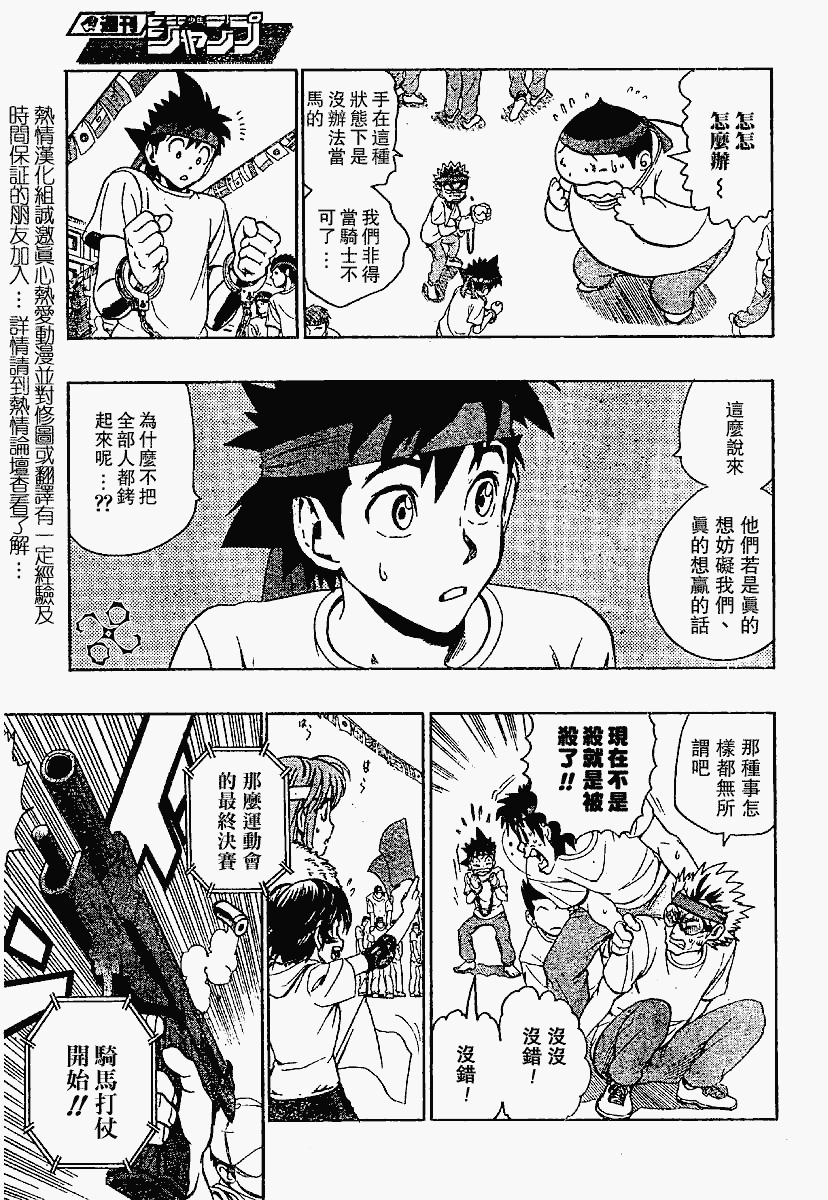 週刊
少年
ジャンプ
怎怎
怎麼辦～
手在這種
狀態下是
沒辦法當
馬的
我們非得
當騎士不
可了…
這麼說來
他們若是眞的
想妨礙我們、
眞的想贏的話
為什麼不把
全部人都銬
起來呢…??
那種事怎
樣都無所
謂吧
現在不是
殺就是被
殺了!!
沒沒
沒錯！
沒錯！
ほら
那麼運動會
的最終決賽
騎馬打仗
開始!!
熱情漢化組誠邀眞心熱愛動漫並對修圖或翻譯有一定經驗及
時間保証的朋友加入…詳情請到熱情論壇查看了解…